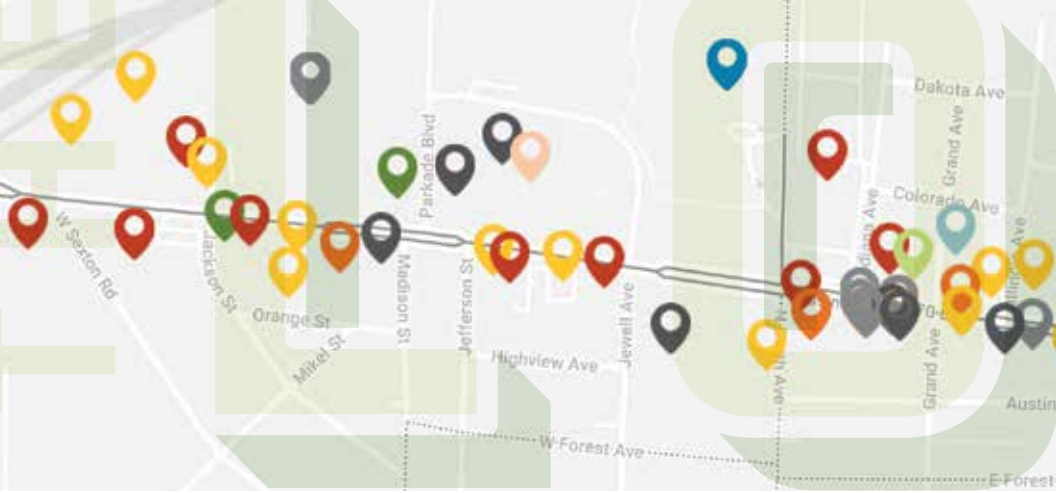 Dakota Ave
Grand Ave
Parkade Blvd
Colorado Ave
W Sexton Rd
Jackson St
Madison St
Jefferson St
Orange St
Mikel St
Highview Ave
Jewell Ave
Grand Ave
Austin
W Forest Ave
E Forest